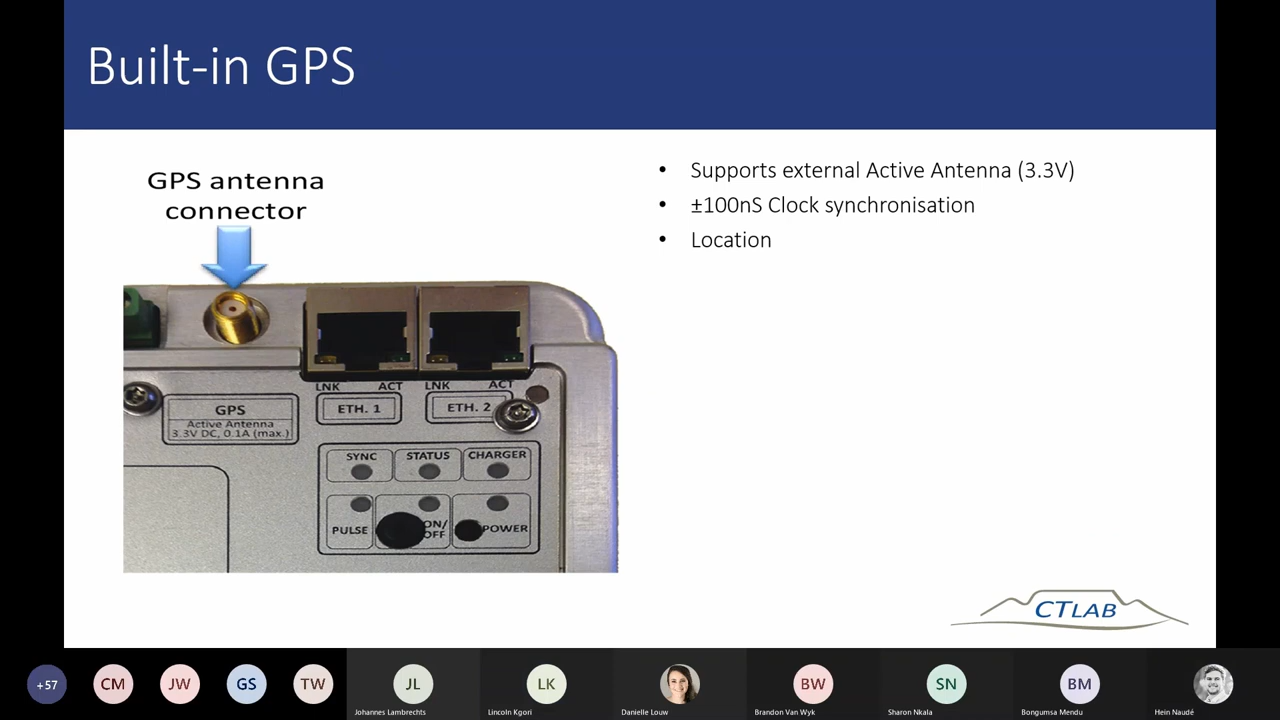 Built-in GPS
GPS antenna
connector
• Supports external Active Antenna (3.3V)
• ±100nS Clock synchronisation
• Location
LNK ACT LNK ACT
GPS
Active Antenna
3.3V DC, 0.1A (max.)
ETH. 1
ETH. 2
SYNC STATUS CHARGER
PULSE ON/
OFF POWER
CTLAB
+57 CM JW GS TW JL LK BW SN BM
Johannes Lambrechts Lincoln Kgori Danielle Louw Brandon Van Wyk Sharon Nkala Bongumsa Mendu Hein Naudé